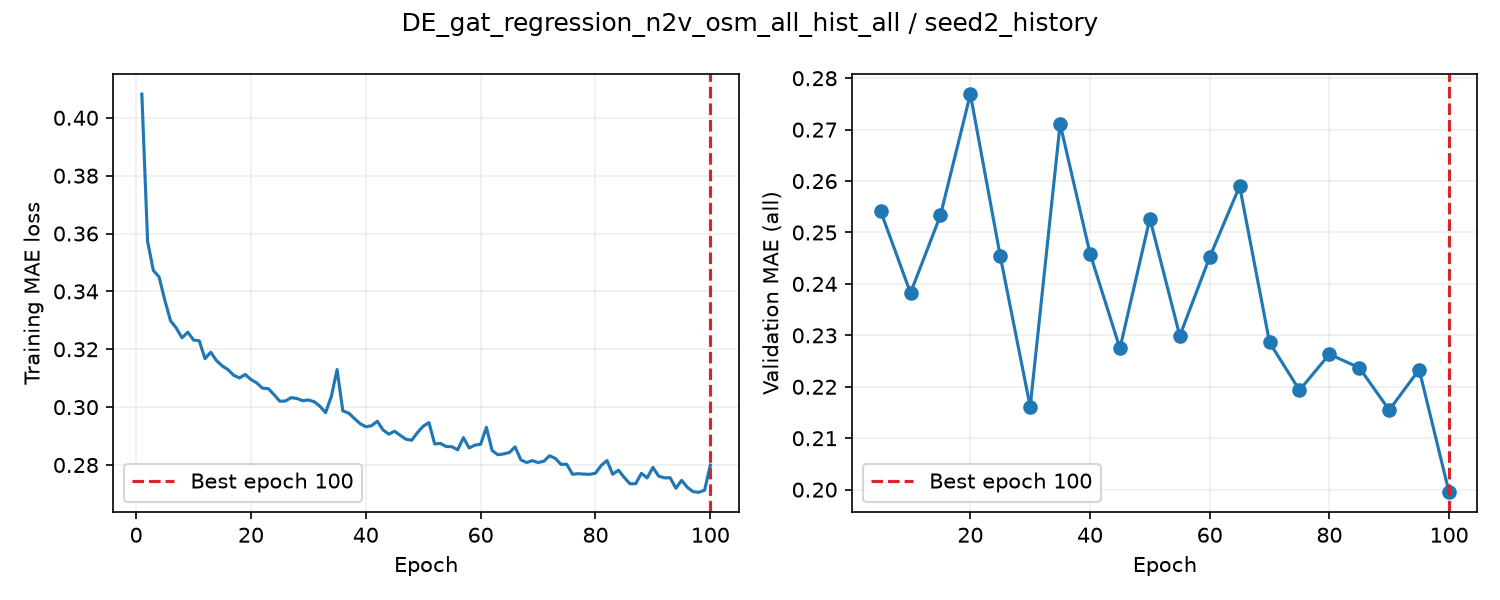 DE_gat_regression_n2v_osm_all_hist_all / seed2_history
Training MAE loss
0.40
0.38
0.36
0.34
0.32
0.30
0.28
Best epoch 100
0 20 40 60 80 100
Epoch
Validation MAE (all)
0.28
0.27
0.26
0.25
0.24
0.23
0.22
0.21
0.20
Best epoch 100
20 40 60 80 100
Epoch